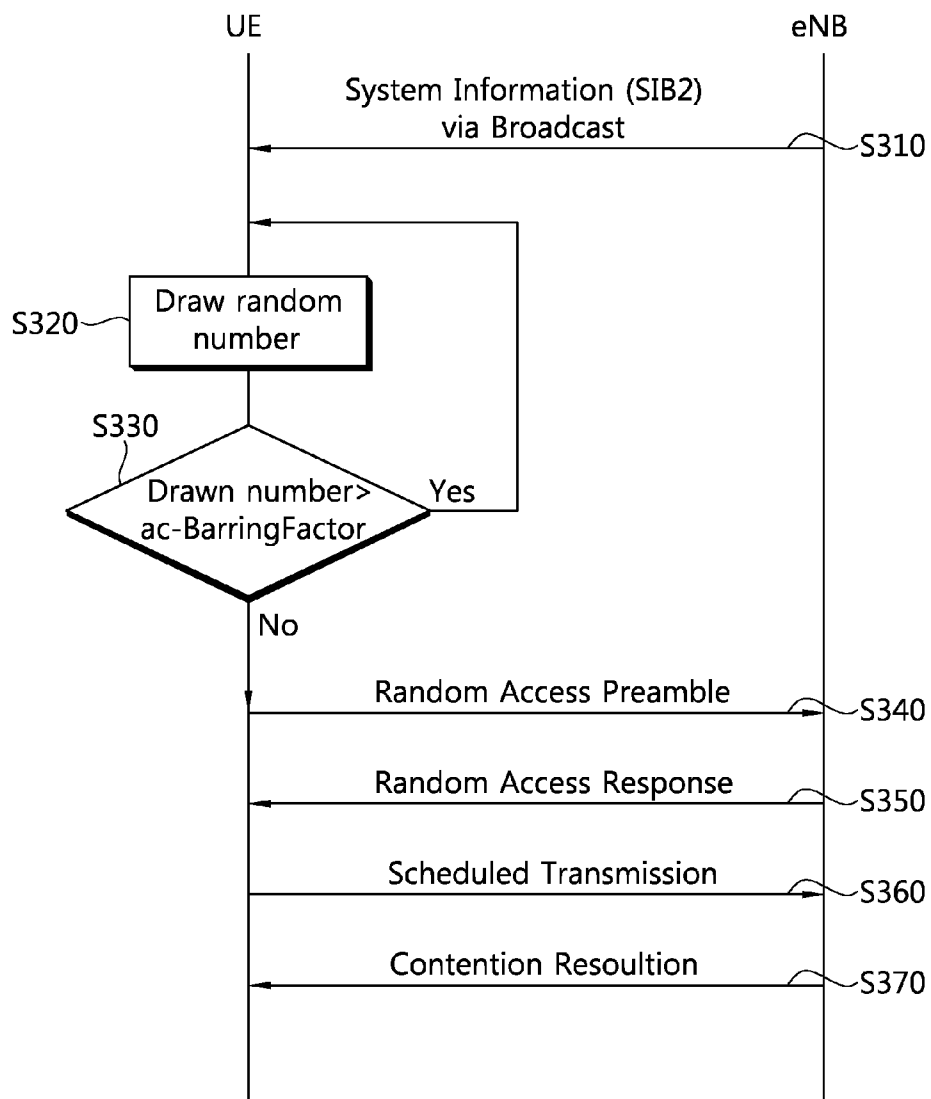 UE
eNB
System Information (SIB2)
via Broadcast
S310
Draw random
number
S320
S330
Drawn number>
ac-BarringFactor
Yes
No
Random Access Preamble
S340
Random Access Response
S350
Scheduled Transmission
S360
Contention Resoultion
S370